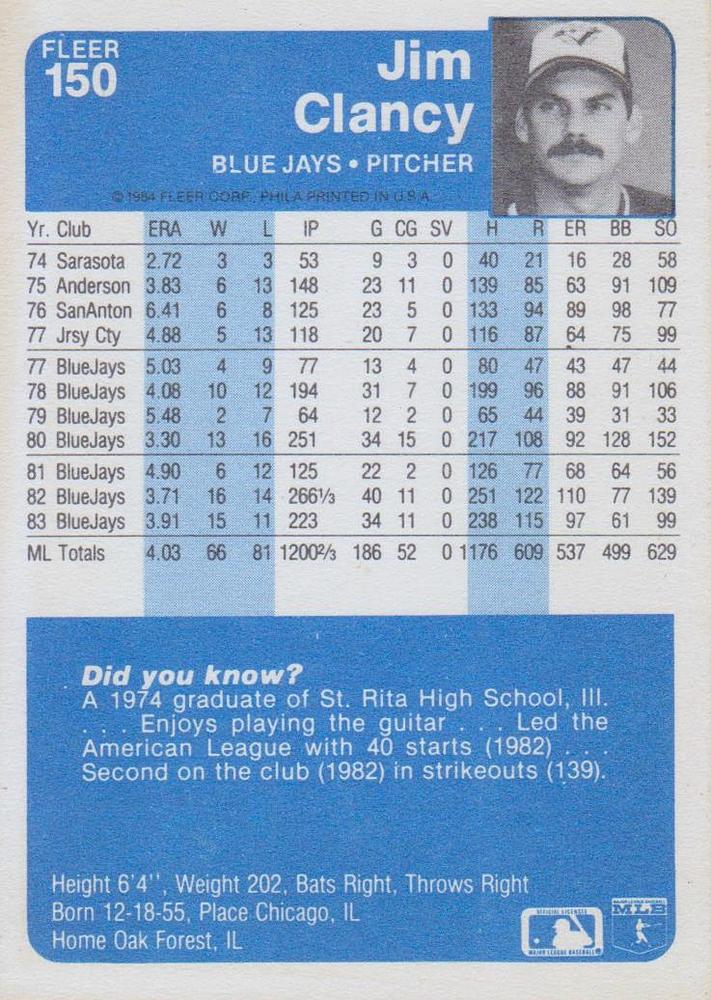 FLEER
150
Jim
Clancy
BLUE JAYS • PITCHER
© 1984 FLEER CORP. PHILA PRINTED IN U.S.A.
Yr. Club ERA W L IP G CG SV H R ER BB SO
74 Sarasota 2.72 3 3 53 9 3 0 40 21 16 28 58
75 Anderson 3.83 6 13 148 23 11 0 139 85 63 91 109
76 SanAnton 6.41 6 8 125 23 5 0 133 94 89 98 77
77 Jrsy Cty 4.88 5 13 118 20 7 0 116 87 64 75 99
77 BlueJays 5.03 4 9 77 13 4 0 80 47 43 47 44
78 BlueJays 4.08 10 12 194 31 7 0 199 96 88 91 106
79 BlueJays 5.48 2 7 64 12 2 0 65 44 39 31 33
80 BlueJays 3.30 13 16 251 34 15 0 217 108 92 128 152
81 BlueJays 4.90 6 12 125 22 2 0 126 77 68 64 56
82 BlueJays 3.71 16 14 266⅓ 40 11 0 251 122 110 77 139
83 BlueJays 3.91 15 11 223 34 11 0 238 115 97 61 99
ML Totals 4.03 66 81 1200⅔ 186 52 0 1176 609 537 499 629
Did you know?
A 1974 graduate of St. Rita High School, Ill.
. . . Enjoys playing the guitar . . . Led the
American League with 40 starts (1982) . . .
Second on the club (1982) in strikeouts (139).
Height 6'4'', Weight 202, Bats Right, Throws Right
Born 12-18-55, Place Chicago, IL
Home Oak Forest, IL
OFFICIAL LICENSEE
MAJOR LEAGUE BASEBALL
MAJOR LEAGUE BASEBALL
MLB